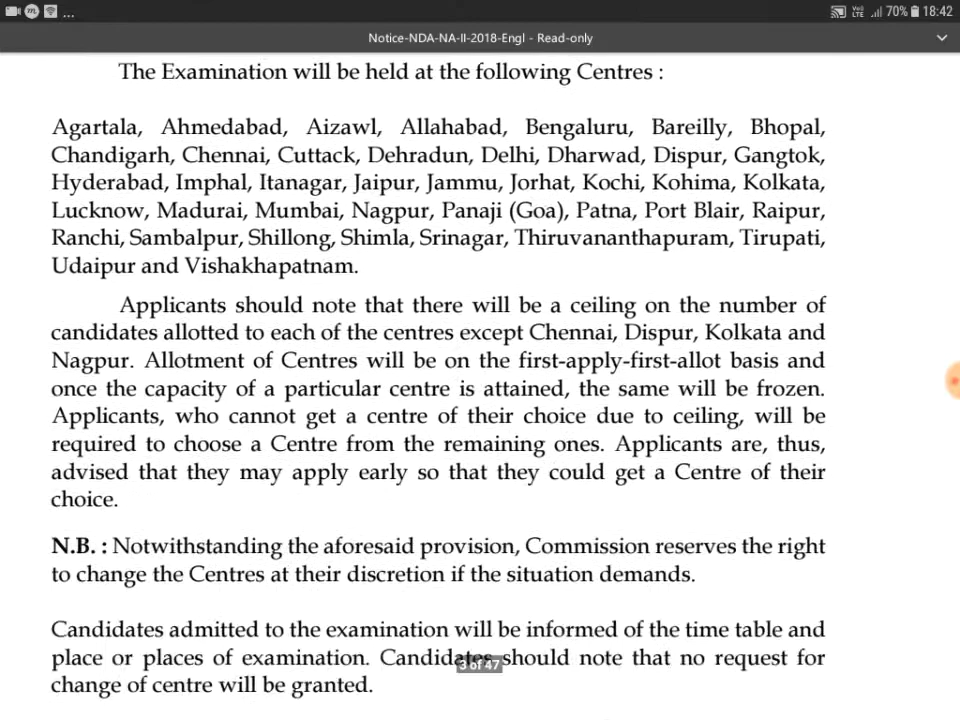 ... VoD LTE 70% 18:42
Notice-NDA-NA-II-2018-Engl - Read-only
The Examination will be held at the following Centres :
Agartala, Ahmedabad, Aizawl, Allahabad, Bengaluru, Bareilly, Bhopal,
Chandigarh, Chennai, Cuttack, Dehradun, Delhi, Dharwad, Dispur, Gangtok,
Hyderabad, Imphal, Itanagar, Jaipur, Jammu, Jorhat, Kochi, Kohima, Kolkata,
Lucknow, Madurai, Mumbai, Nagpur, Panaji (Goa), Patna, Port Blair, Raipur,
Ranchi, Sambalpur, Shillong, Shimla, Srinagar, Thiruvananthapuram, Tirupati,
Udaipur and Vishakhapatnam.
Applicants should note that there will be a ceiling on the number of
candidates allotted to each of the centres except Chennai, Dispur, Kolkata and
Nagpur. Allotment of Centres will be on the first-apply-first-allot basis and
once the capacity of a particular centre is attained, the same will be frozen.
Applicants, who cannot get a centre of their choice due to ceiling, will be
required to choose a Centre from the remaining ones. Applicants are, thus,
advised that they may apply early so that they could get a Centre of their
choice.
N.B. : Notwithstanding the aforesaid provision, Commission reserves the right
to change the Centres at their discretion if the situation demands.
Candidates admitted to the examination will be informed of the time table and
place or places of examination. Candidates should note that no request for
3 of 47
change of centre will be granted.